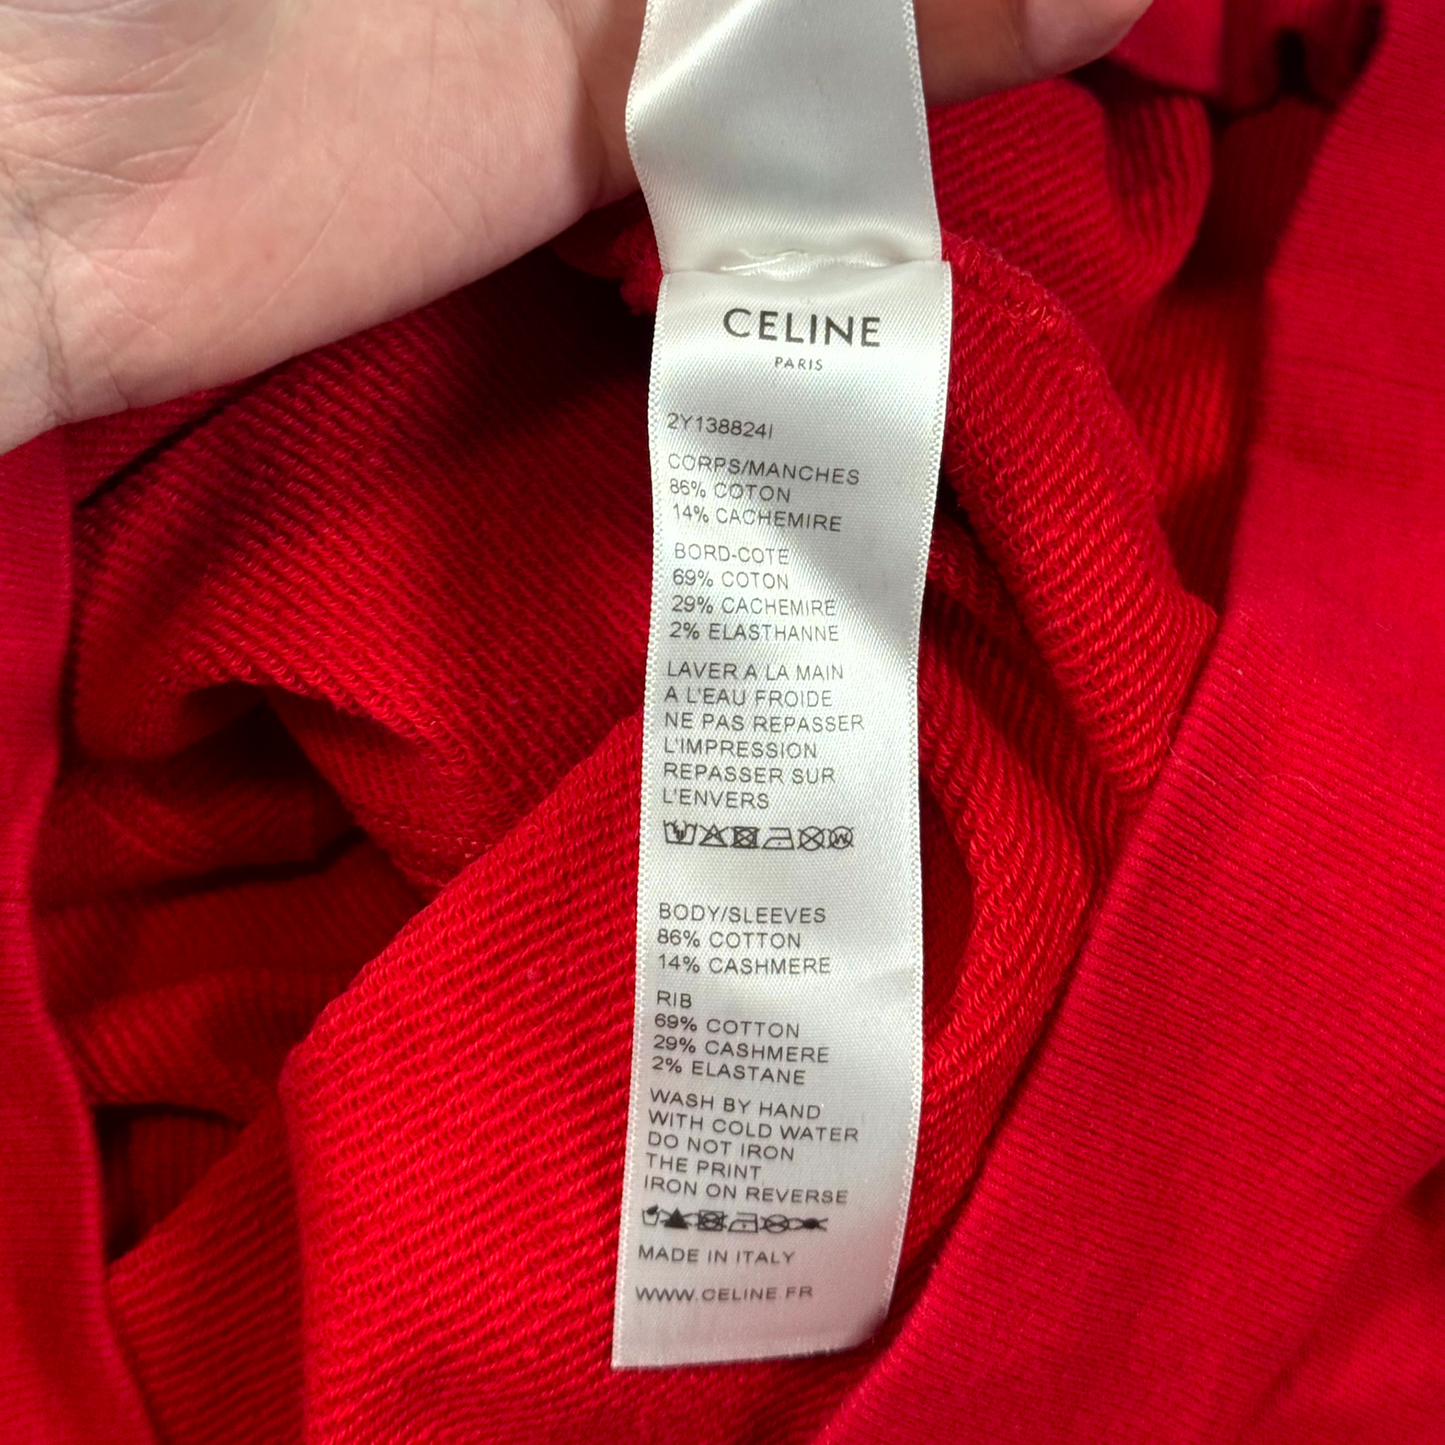 CELINE
PARIS
2Y138824I
CORPS/MANCHES
86% COTON
14% CACHEMIRE
BORD-COTE
69% COTON
29% CACHEMIRE
2% ELASTHANNE
LAVER A LA MAIN
A L'EAU FROIDE
NE PAS REPASSER
L'IMPRESSION
REPASSER SUR
L'ENVERS
BODY/SLEEVES
86% COTTON
14% CASHMERE
RIB
69% COTTON
29% CASHMERE
2% ELASTANE
WASH BY HAND
WITH COLD WATER
DO NOT IRON
THE PRINT
IRON ON REVERSE
MADE IN ITALY
WWW.CELINE.FR